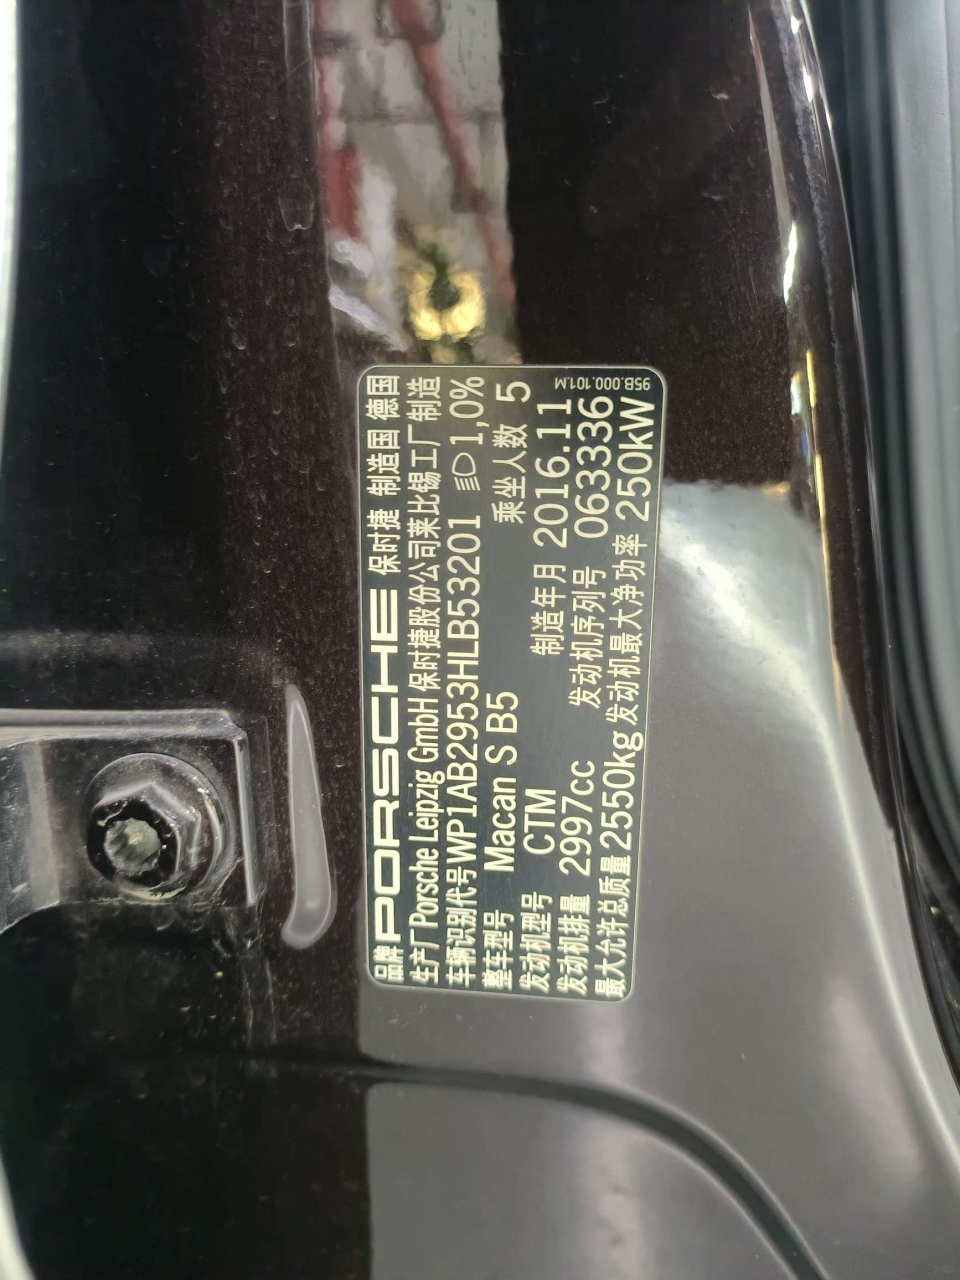 品牌 PORSCHE 保时捷 制造国 德国
生产厂 Porsche Leipzig GmbH 保时捷股份公司莱比锡工厂制造
车辆识别代号 WP1AB2953HLB53201 1,0%
整车型号 Macan S B5 乘坐人数 5
发动机型号 CTM 制造年月 2016.11
发动机排量 2997cc 发动机序列号 063336
最大允许总质量 2550kg 发动机最大净功率 250kW
95B.000.101.M